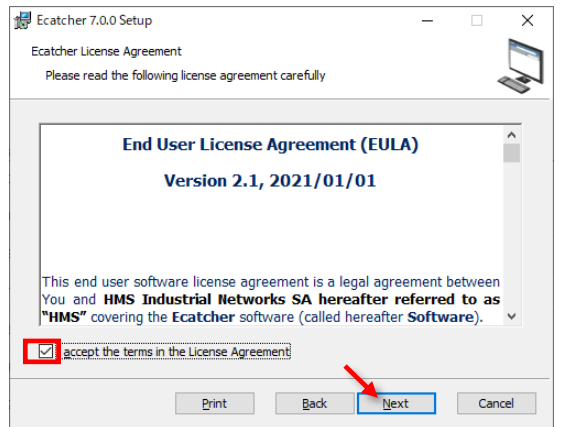 Ecatcher 7.0.0 Setup
Ecatcher License Agreement
Please read the following license agreement carefully
End User License Agreement (EULA)
Version 2.1, 2021/01/01
This end user software license agreement is a legal agreement between
You and HMS Industrial Networks SA hereafter referred to as
"HMS" covering the Ecatcher software (called hereafter Software).
accept the terms in the License Agreement
Print Back Next Cancel